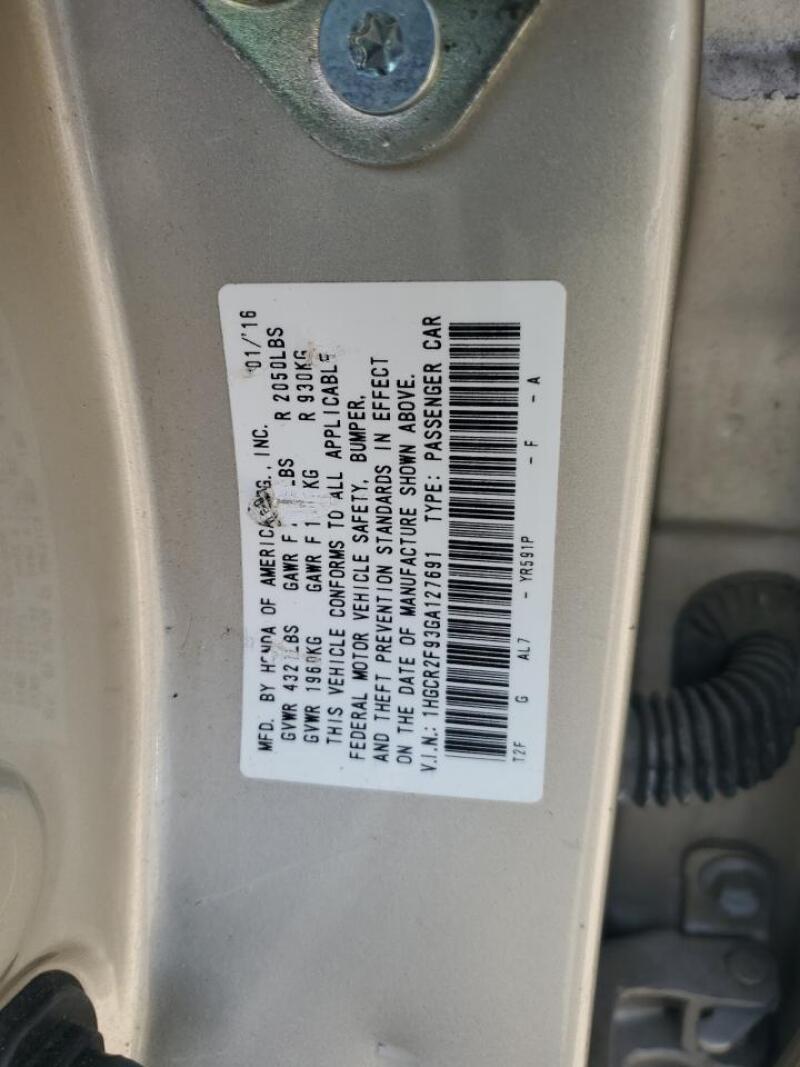 MFD. BY HONDA OF AMERICA MFG., INC. 01/'16
GVWR LBS GAWR F LBS R 2050LBS
GVWR KG GAWR F KG R 930KG
THIS VEHICLE CONFORMS TO ALL APPLICABLE
FEDERAL MOTOR VEHICLE SAFETY, BUMPER,
AND THEFT PREVENTION STANDARDS IN EFFECT
ON THE DATE OF MANUFACTURE SHOWN ABOVE.
V.I.N.: 1HGCR2F93GA127691 TYPE: PASSENGER CAR
T2F G AL7 - YR591P - F - A